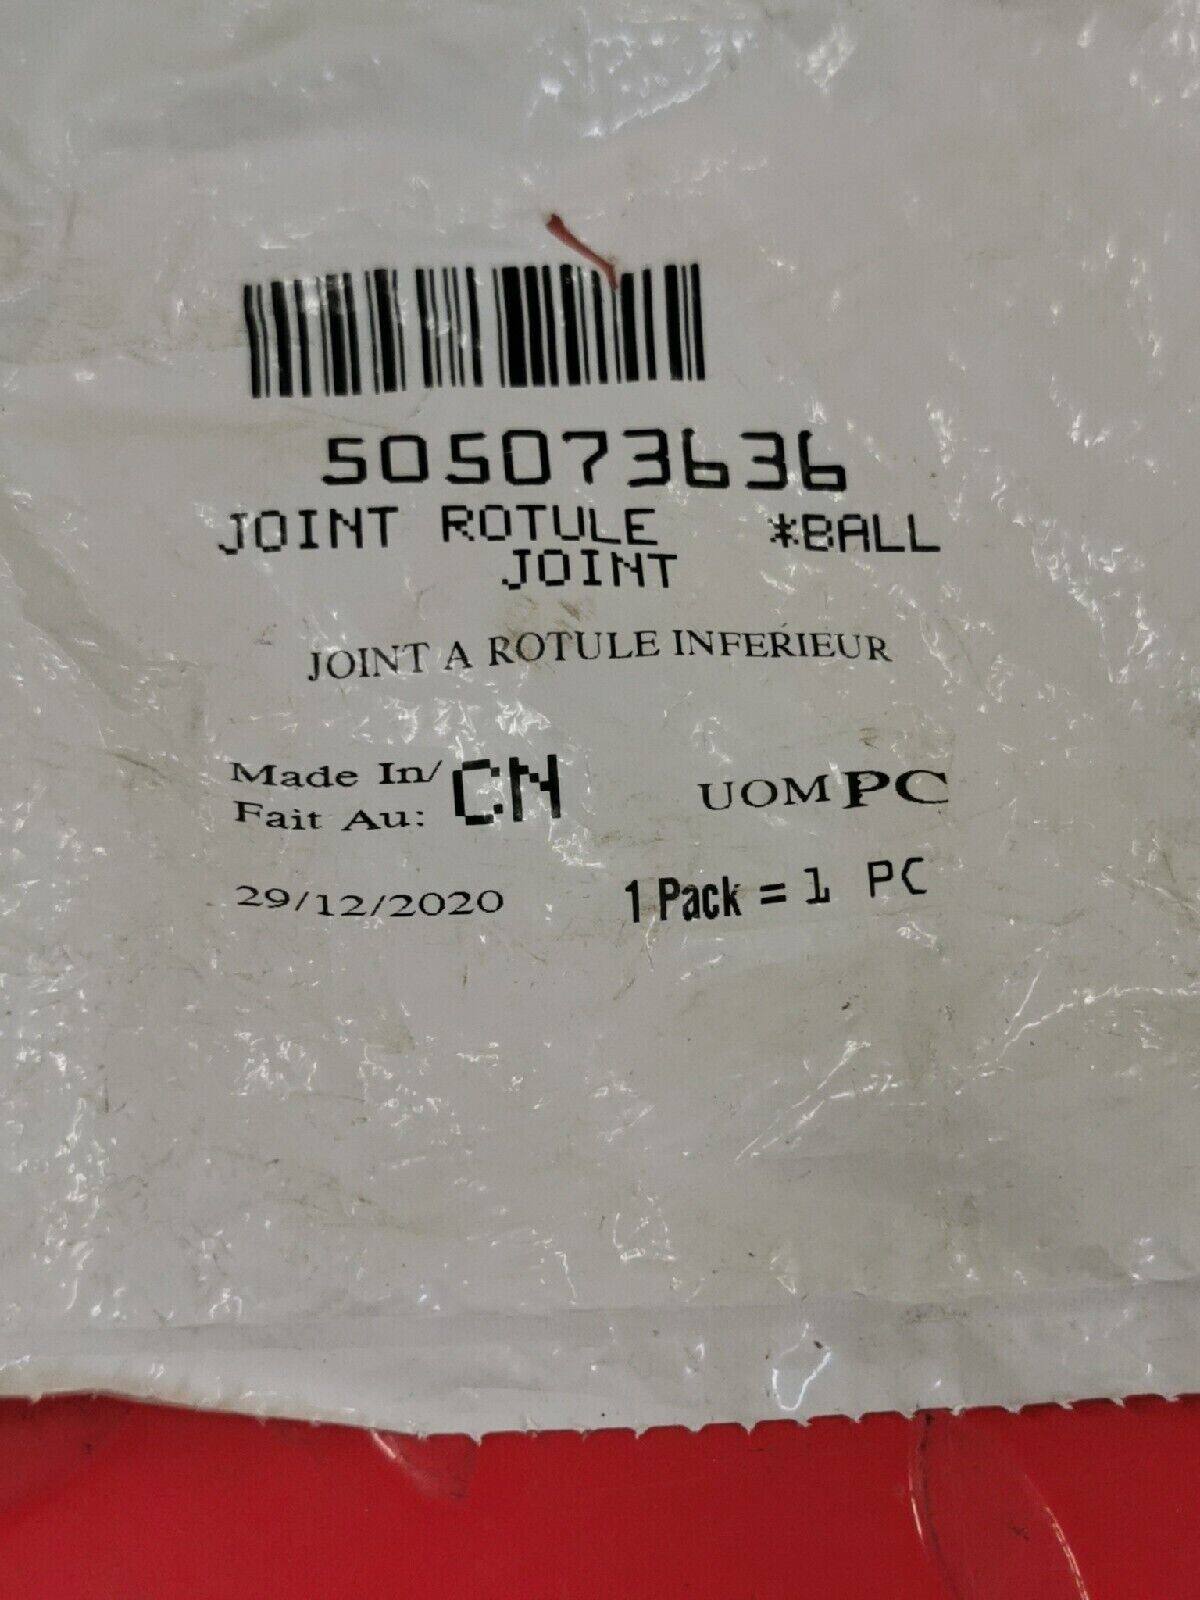 505073636
JOINT ROTULE *BALL
JOINT
JOINT A ROTULE INFERIEUR
Made In/
Fait Au: CN
UOM PC
29/12/2020
1 Pack = 1 PC